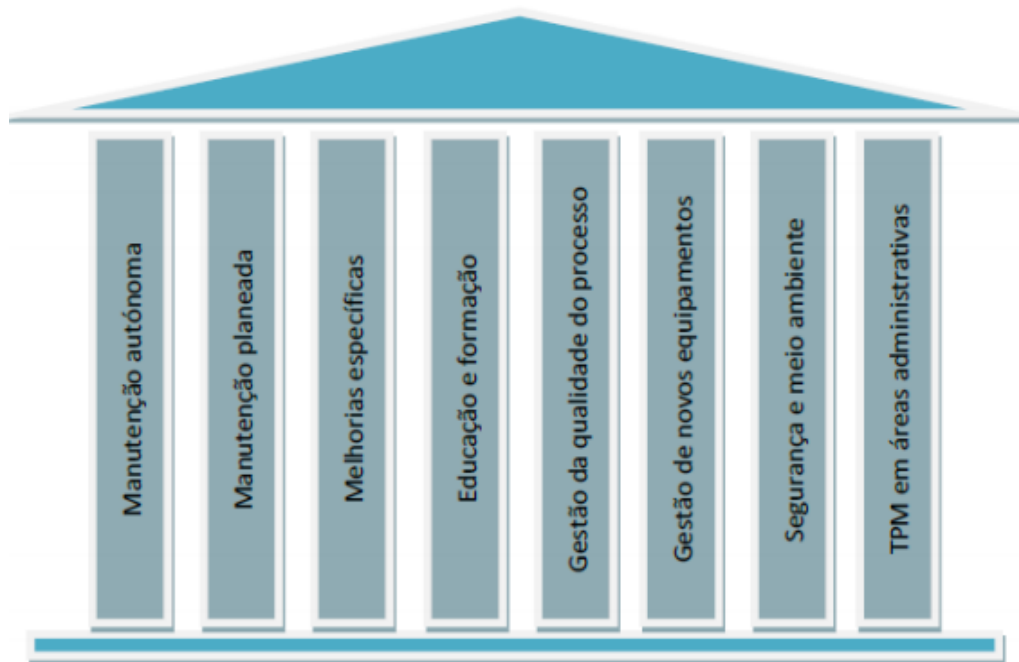 Manutenção autónoma
Manutenção planeada
Melhorias específicas
Educação e formação
Gestão da qualidade do processo
Gestão de novos equipamentos
Segurança e meio ambiente
TPM em áreas administrativas